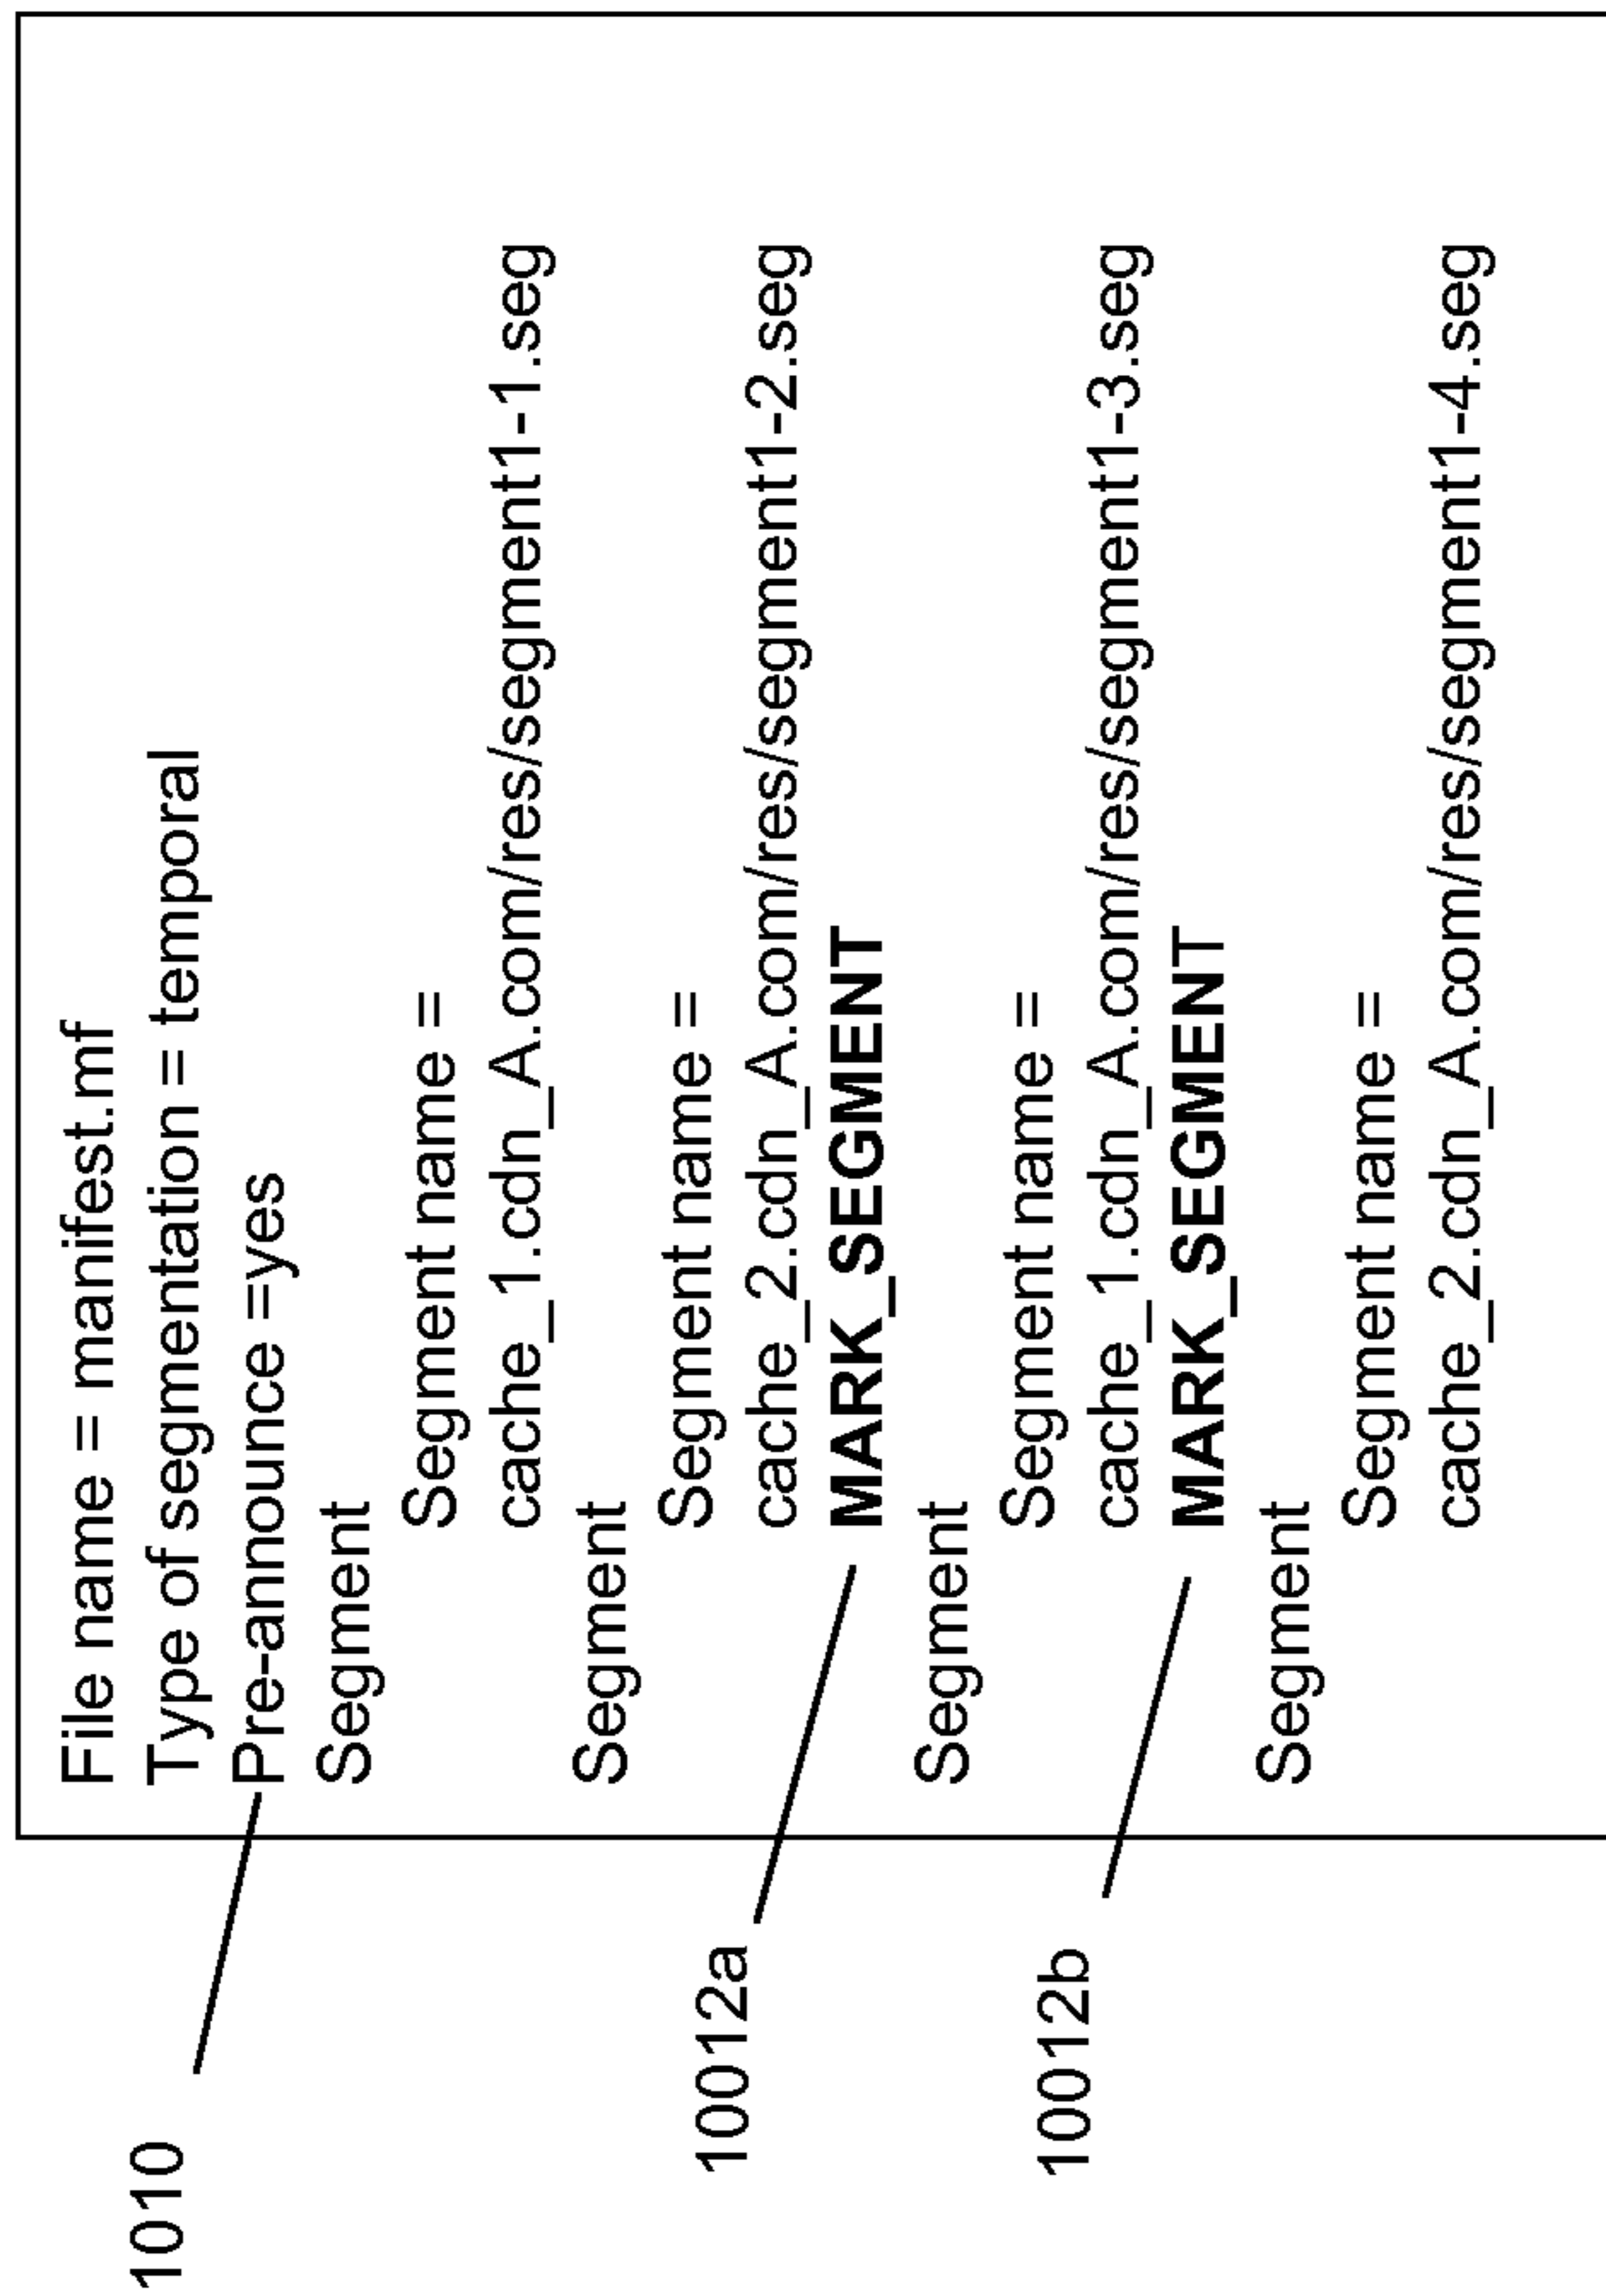 File name = manifest.mf
Type of segmentation = temporal
1010
Pre-announce =yes
Segment
Segment name =
cache_1.cdn_A.com/res/segment1-1.seg
Segment
Segment name =
cache_2.cdn_A.com/res/segment1-2.seg
10012a
MARK_SEGMENT
Segment
Segment name =
cache_1.cdn_A.com/res/segment1-3.seg
10012b
MARK_SEGMENT
Segment
Segment name =
cache_2.cdn_A.com/res/segment1-4.seg